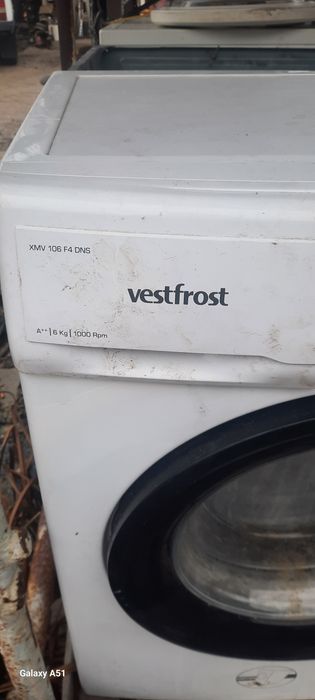 XMV 106 F4 DNS
vestfrost
A++ | 6 Kg | 1000 Rpm
Galaxy A51